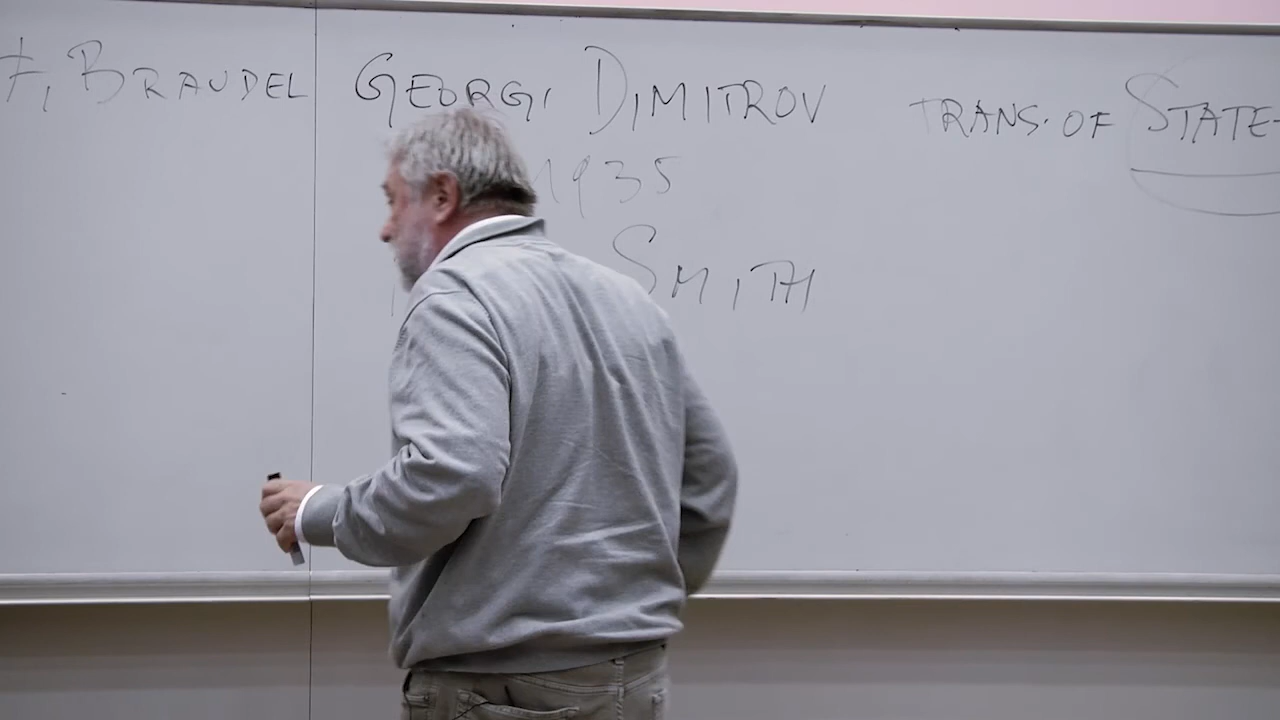 F. BRAUDEL
GEORGI DIMITROV
1935
SMITH
TRANS. OF STATE-